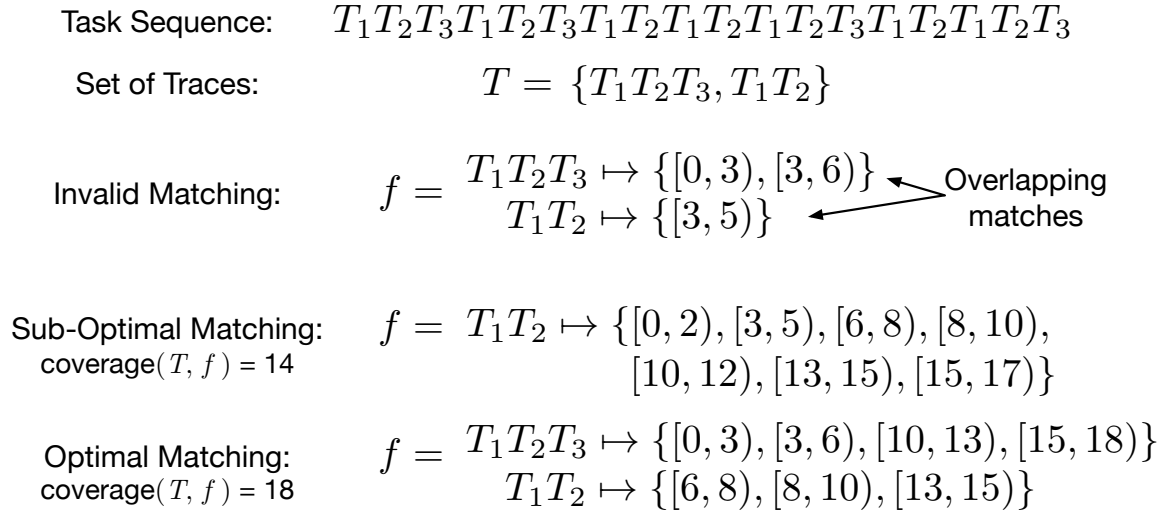 Task Sequence: T₁T₂T₃T₁T₂T₃T₁T₂T₁T₂T₁T₂T₃T₁T₂T₁T₂T₃
Set of Traces: T = {T₁T₂T₃, T₁T₂}
Invalid Matching: f = T₁T₂T₃ ↦ {[0, 3), [3, 6)}
T₁T₂ ↦ {[3, 5)}
Overlapping
matches
Sub-Optimal Matching: f = T₁T₂ ↦ {[0, 2), [3, 5), [6, 8), [8, 10),
coverage(T, f) = 14 [10, 12), [13, 15), [15, 17)}
Optimal Matching: f = T₁T₂T₃ ↦ {[0, 3), [3, 6), [10, 13), [15, 18)}
coverage(T, f) = 18 T₁T₂ ↦ {[6, 8), [8, 10), [13, 15)}